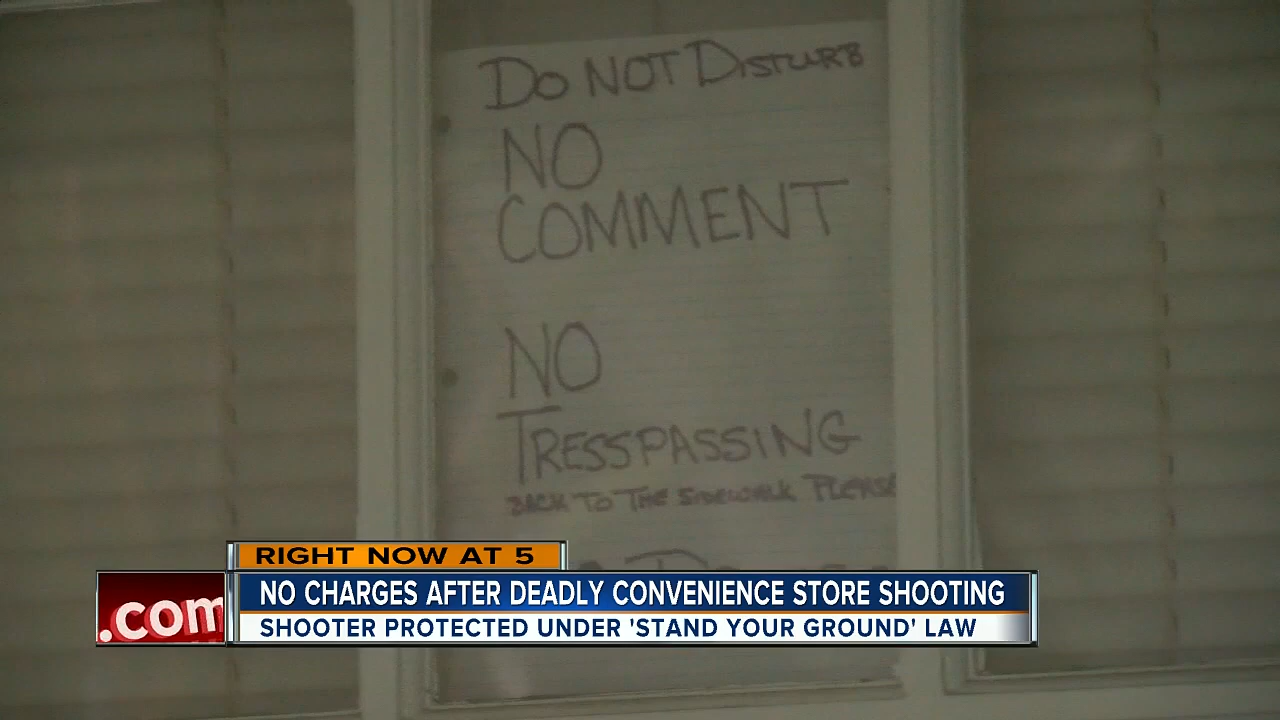 Do NOT DISTURB
NO
COMMENT
NO
TRESSPASSING
BACK TO THE SIDEWALK PLEASE
RIGHT NOW AT 5
NO CHARGES AFTER DEADLY CONVENIENCE STORE SHOOTING
.com
SHOOTER PROTECTED UNDER 'STAND YOUR GROUND' LAW